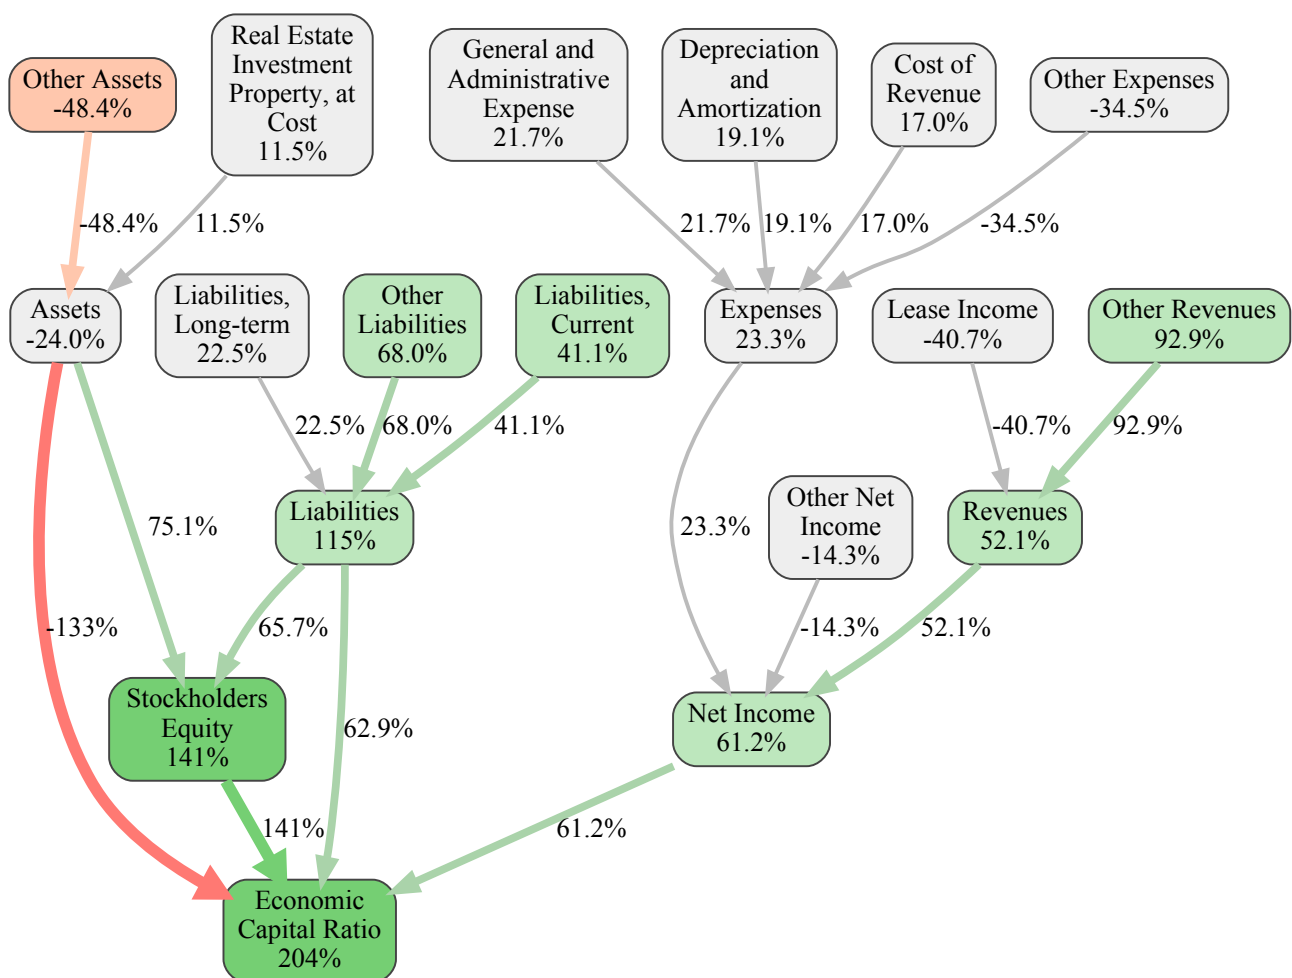 Other Assets
-48.4%
Real Estate
Investment
Property, at
Cost
11.5%
General and
Administrative
Expense
21.7%
Depreciation
and
Amortization
19.1%
Cost of
Revenue
17.0%
Other Expenses
-34.5%
-48.4%
11.5%
21.7%
19.1%
17.0%
-34.5%
Assets
-24.0%
Liabilities,
Long-term
22.5%
Other
Liabilities
68.0%
Liabilities,
Current
41.1%
Expenses
23.3%
Lease Income
-40.7%
Other Revenues
92.9%
22.5%
68.0%
41.1%
-40.7%
92.9%
75.1%
Liabilities
115%
23.3%
Other Net
Income
-14.3%
Revenues
52.1%
-133%
65.7%
-14.3%
52.1%
Stockholders
Equity
141%
62.9%
Net Income
61.2%
141%
61.2%
Economic
Capital Ratio
204%